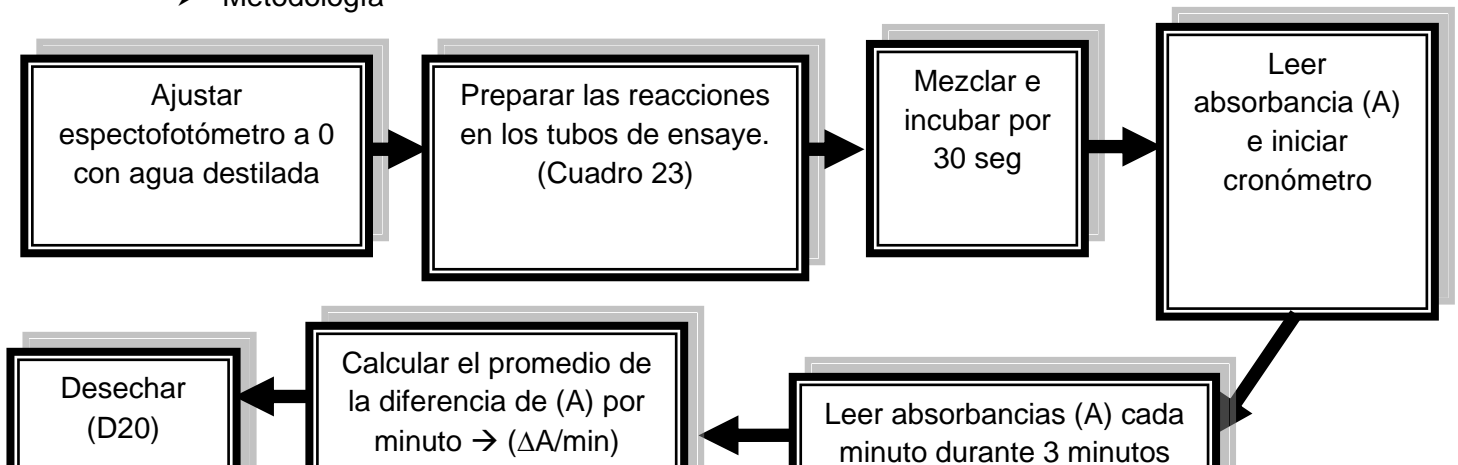 ➢ Metodología
Ajustar
espectofotómetro a 0
con agua destilada
Preparar las reacciones
en los tubos de ensaye.
(Cuadro 23)
Mezclar e
incubar por
30 seg
Leer
absorbancia (A)
e iniciar
cronómetro
Leer absorbancias (A) cada
minuto durante 3 minutos
Calcular el promedio de
la diferencia de (A) por
minuto → (∆A/min)
Desechar
(D20)